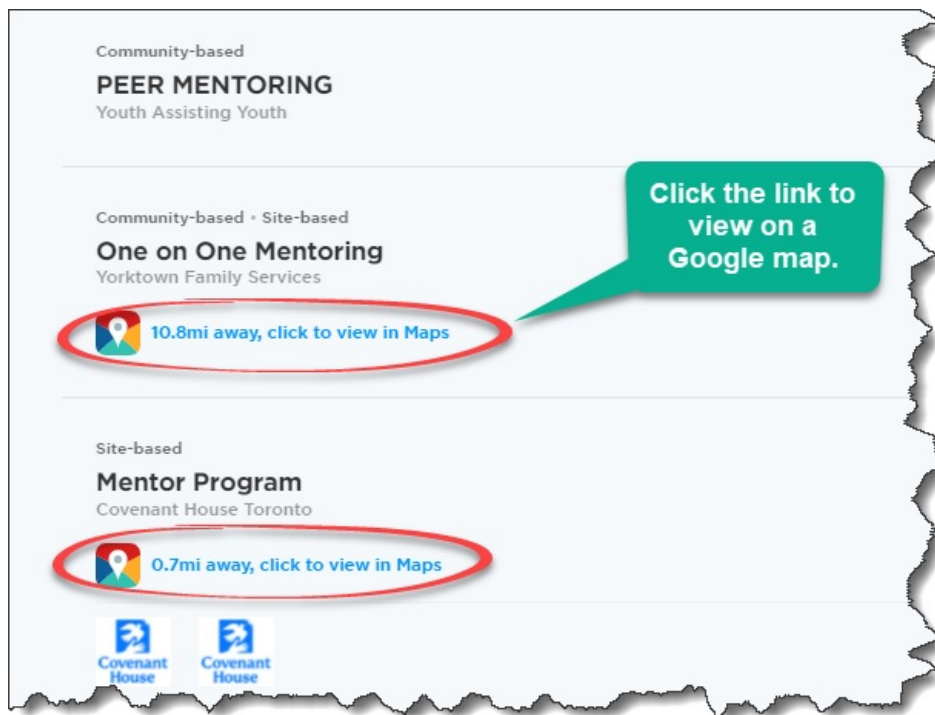 Community-based
PEER MENTORING
Youth Assisting Youth
Community-based • Site-based
One on One Mentoring
Yorktown Family Services
10.8mi away, click to view in Maps
Click the link to
view on a
Google map.
Site-based
Mentor Program
Covenant House Toronto
0.7mi away, click to view in Maps
Covenant
House
Covenant
House